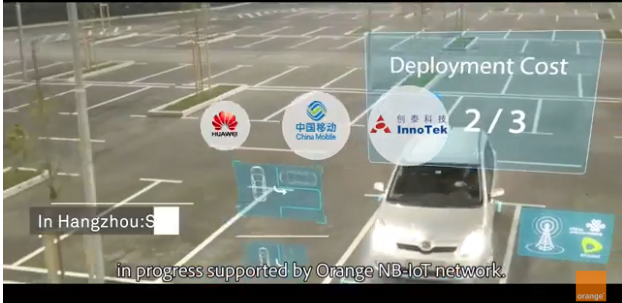 Deployment Cost
2/3
HUAWEI
中国移动
China Mobile
创泰科技
InnoTek
In Hangzhou:S
in progress supported by Orange NB-IoT network.
orange